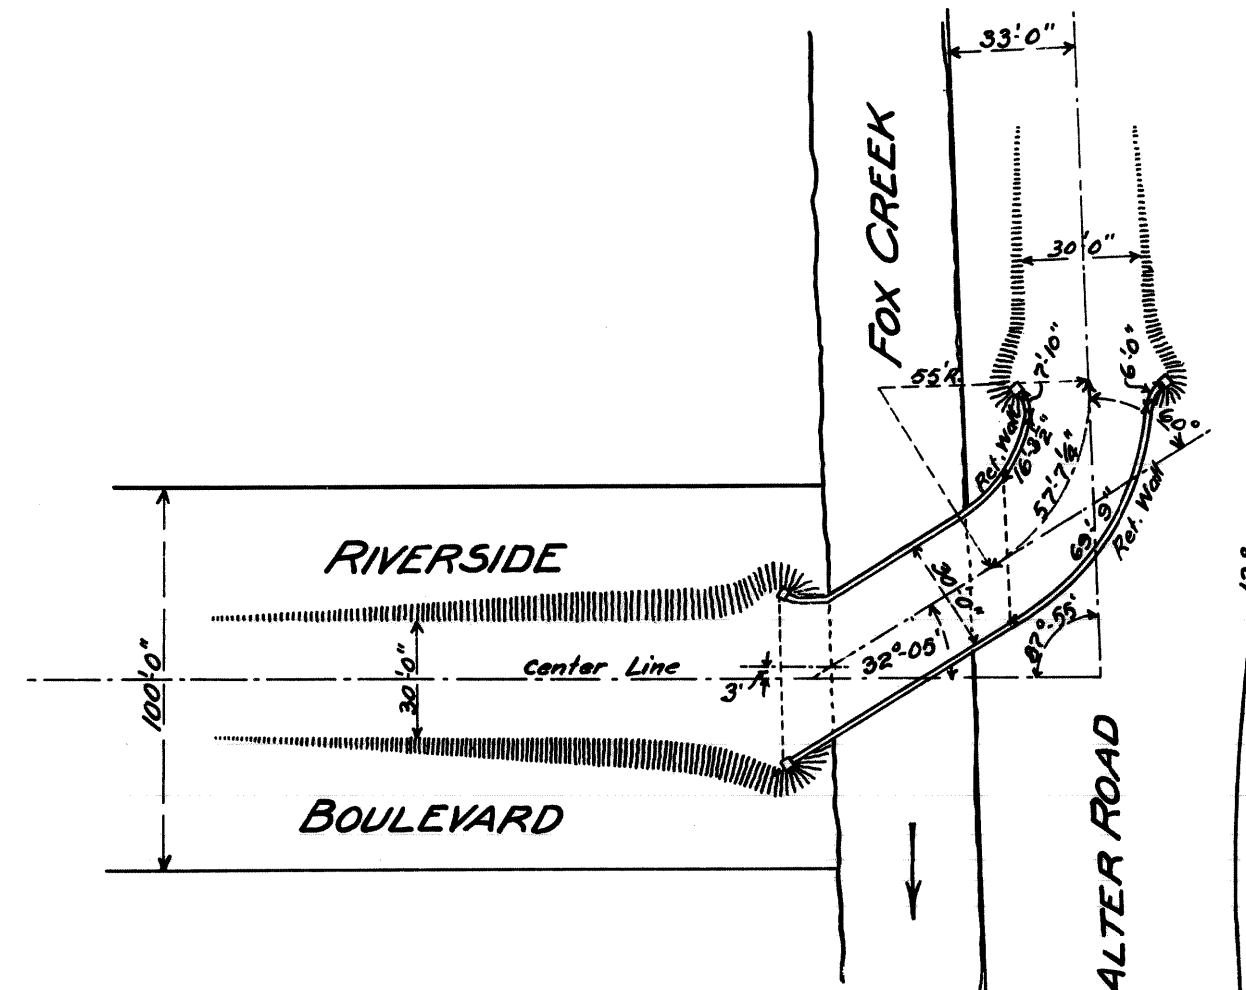 33'-0"
FOX CREEK
30'-0"
7'-10"
6'-0"
55'R.
60°
Ret. Wall
16'-3½"
57'-7¼"
69'-9"
Ret. Wall
RIVERSIDE
100'-0"
30'-0"
Center Line
3'
32°-05'
87°-55'
BOULEVARD
ALTER ROAD